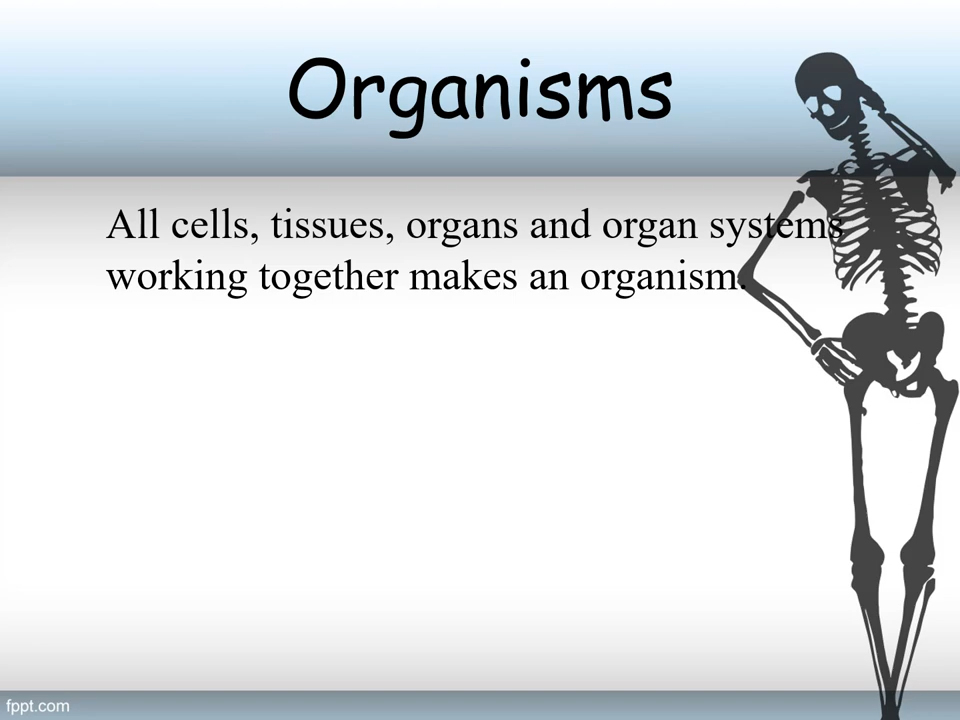 Organisms
All cells, tissues, organs and organ systems
working together makes an organism.
fppt.com